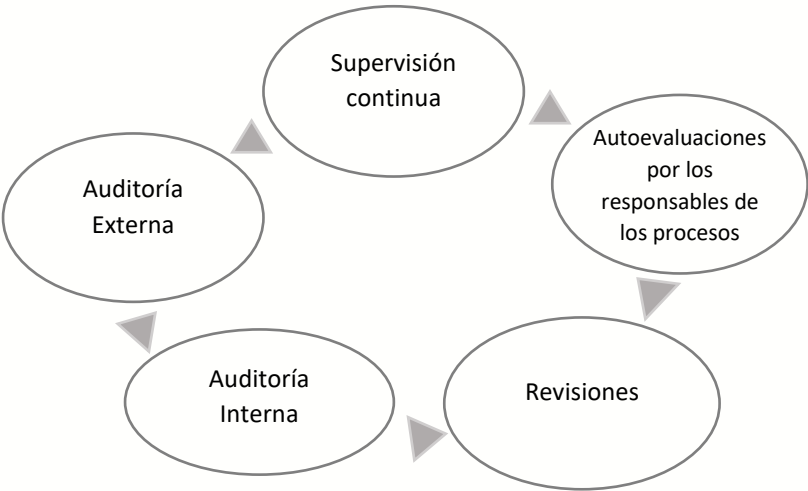 Supervisión
continua
Autoevaluaciones
por los
responsables de
los procesos
Auditoría
Externa
Auditoría
Interna
Revisiones